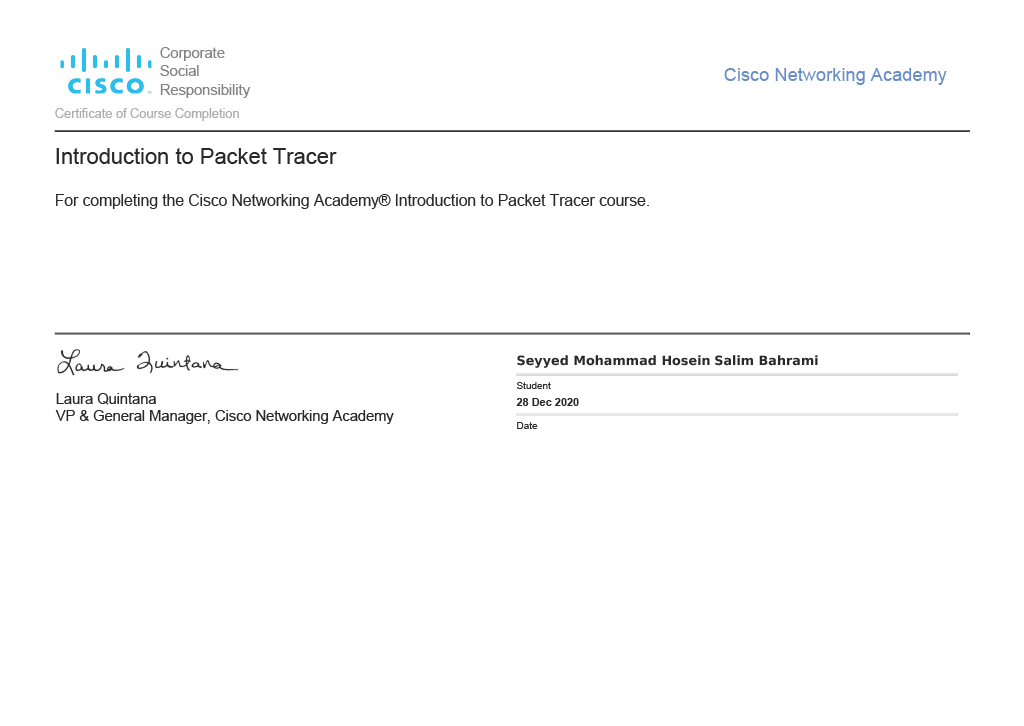 Corporate
Social
Responsibility
CISCO
Cisco Networking Academy
Certificate of Course Completion
Introduction to Packet Tracer
For completing the Cisco Networking Academy® Introduction to Packet Tracer course.
Laura Quintana
Laura Quintana
VP & General Manager, Cisco Networking Academy
Seyyed Mohammad Hosein Salim Bahrami
Student
28 Dec 2020
Date